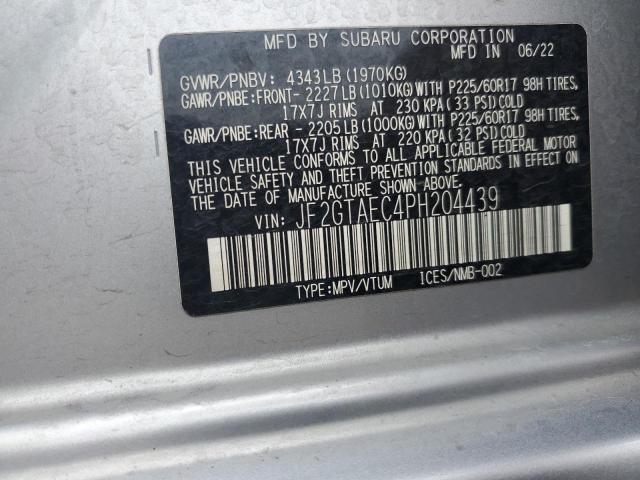 MFD BY SUBARU CORPORATION
MFD IN 06/22
GVWR/PNBV: 4343LB(1970KG)
GAWR/PNBE:FRONT- 2227LB(1010KG)WITH P225/60R17 98H TIRES,
17X7J RIMS AT 230 KPA(33 PSI)COLD
GAWR/PNBE:REAR - 2205LB(1000KG)WITH P225/60R17 98H TIRES,
17X7J RIMS AT 220 KPA(32 PSI)COLD
THIS VEHICLE CONFORMS TO ALL APPLICABLE FEDERAL MOTOR
VEHICLE SAFETY AND THEFT PREVENTION STANDARDS IN EFFECT ON
THE DATE OF MANUFACTURE SHOWN ABOVE.
VIN: JF2GTAEC4PH204439
TYPE:MPV/VTUM ICES/NMB-002